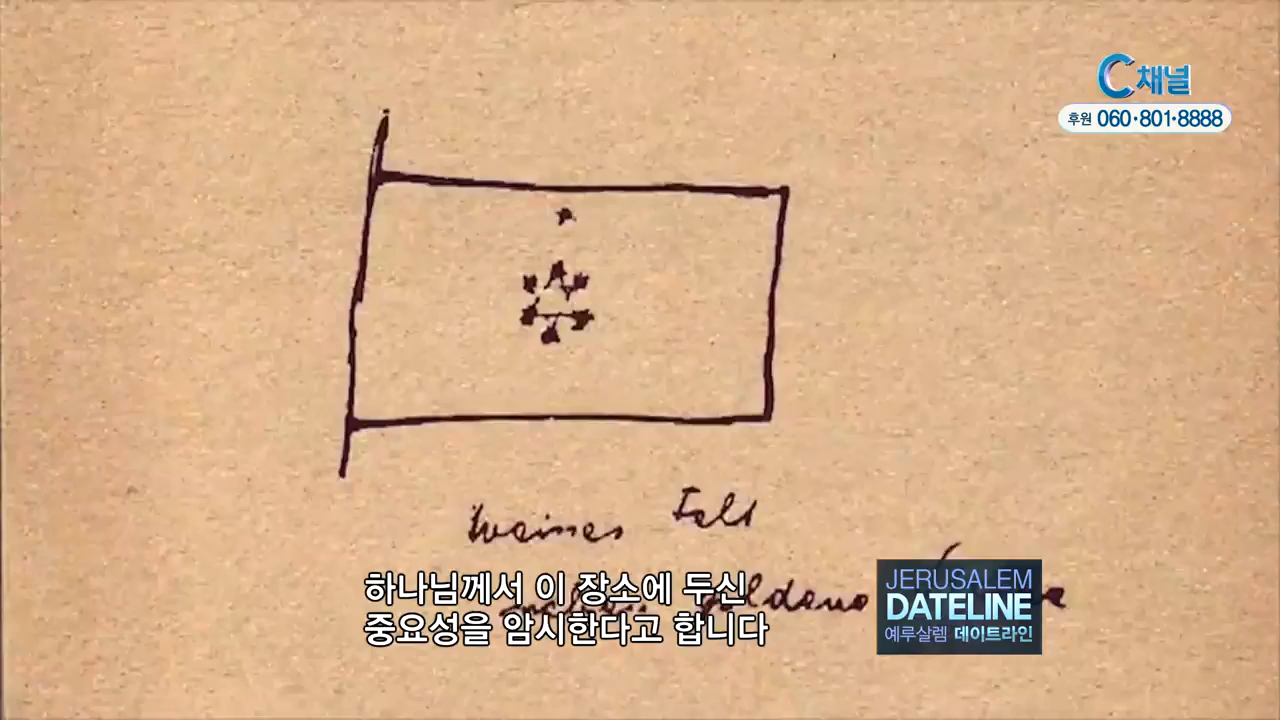 C채널
후원 060·801·8888
weisses Feld
goldene
하나님께서 이 장소에 두신
중요성을 암시한다고 합니다
JERUSALEM
DATELINE
예루살렘 데이트라인